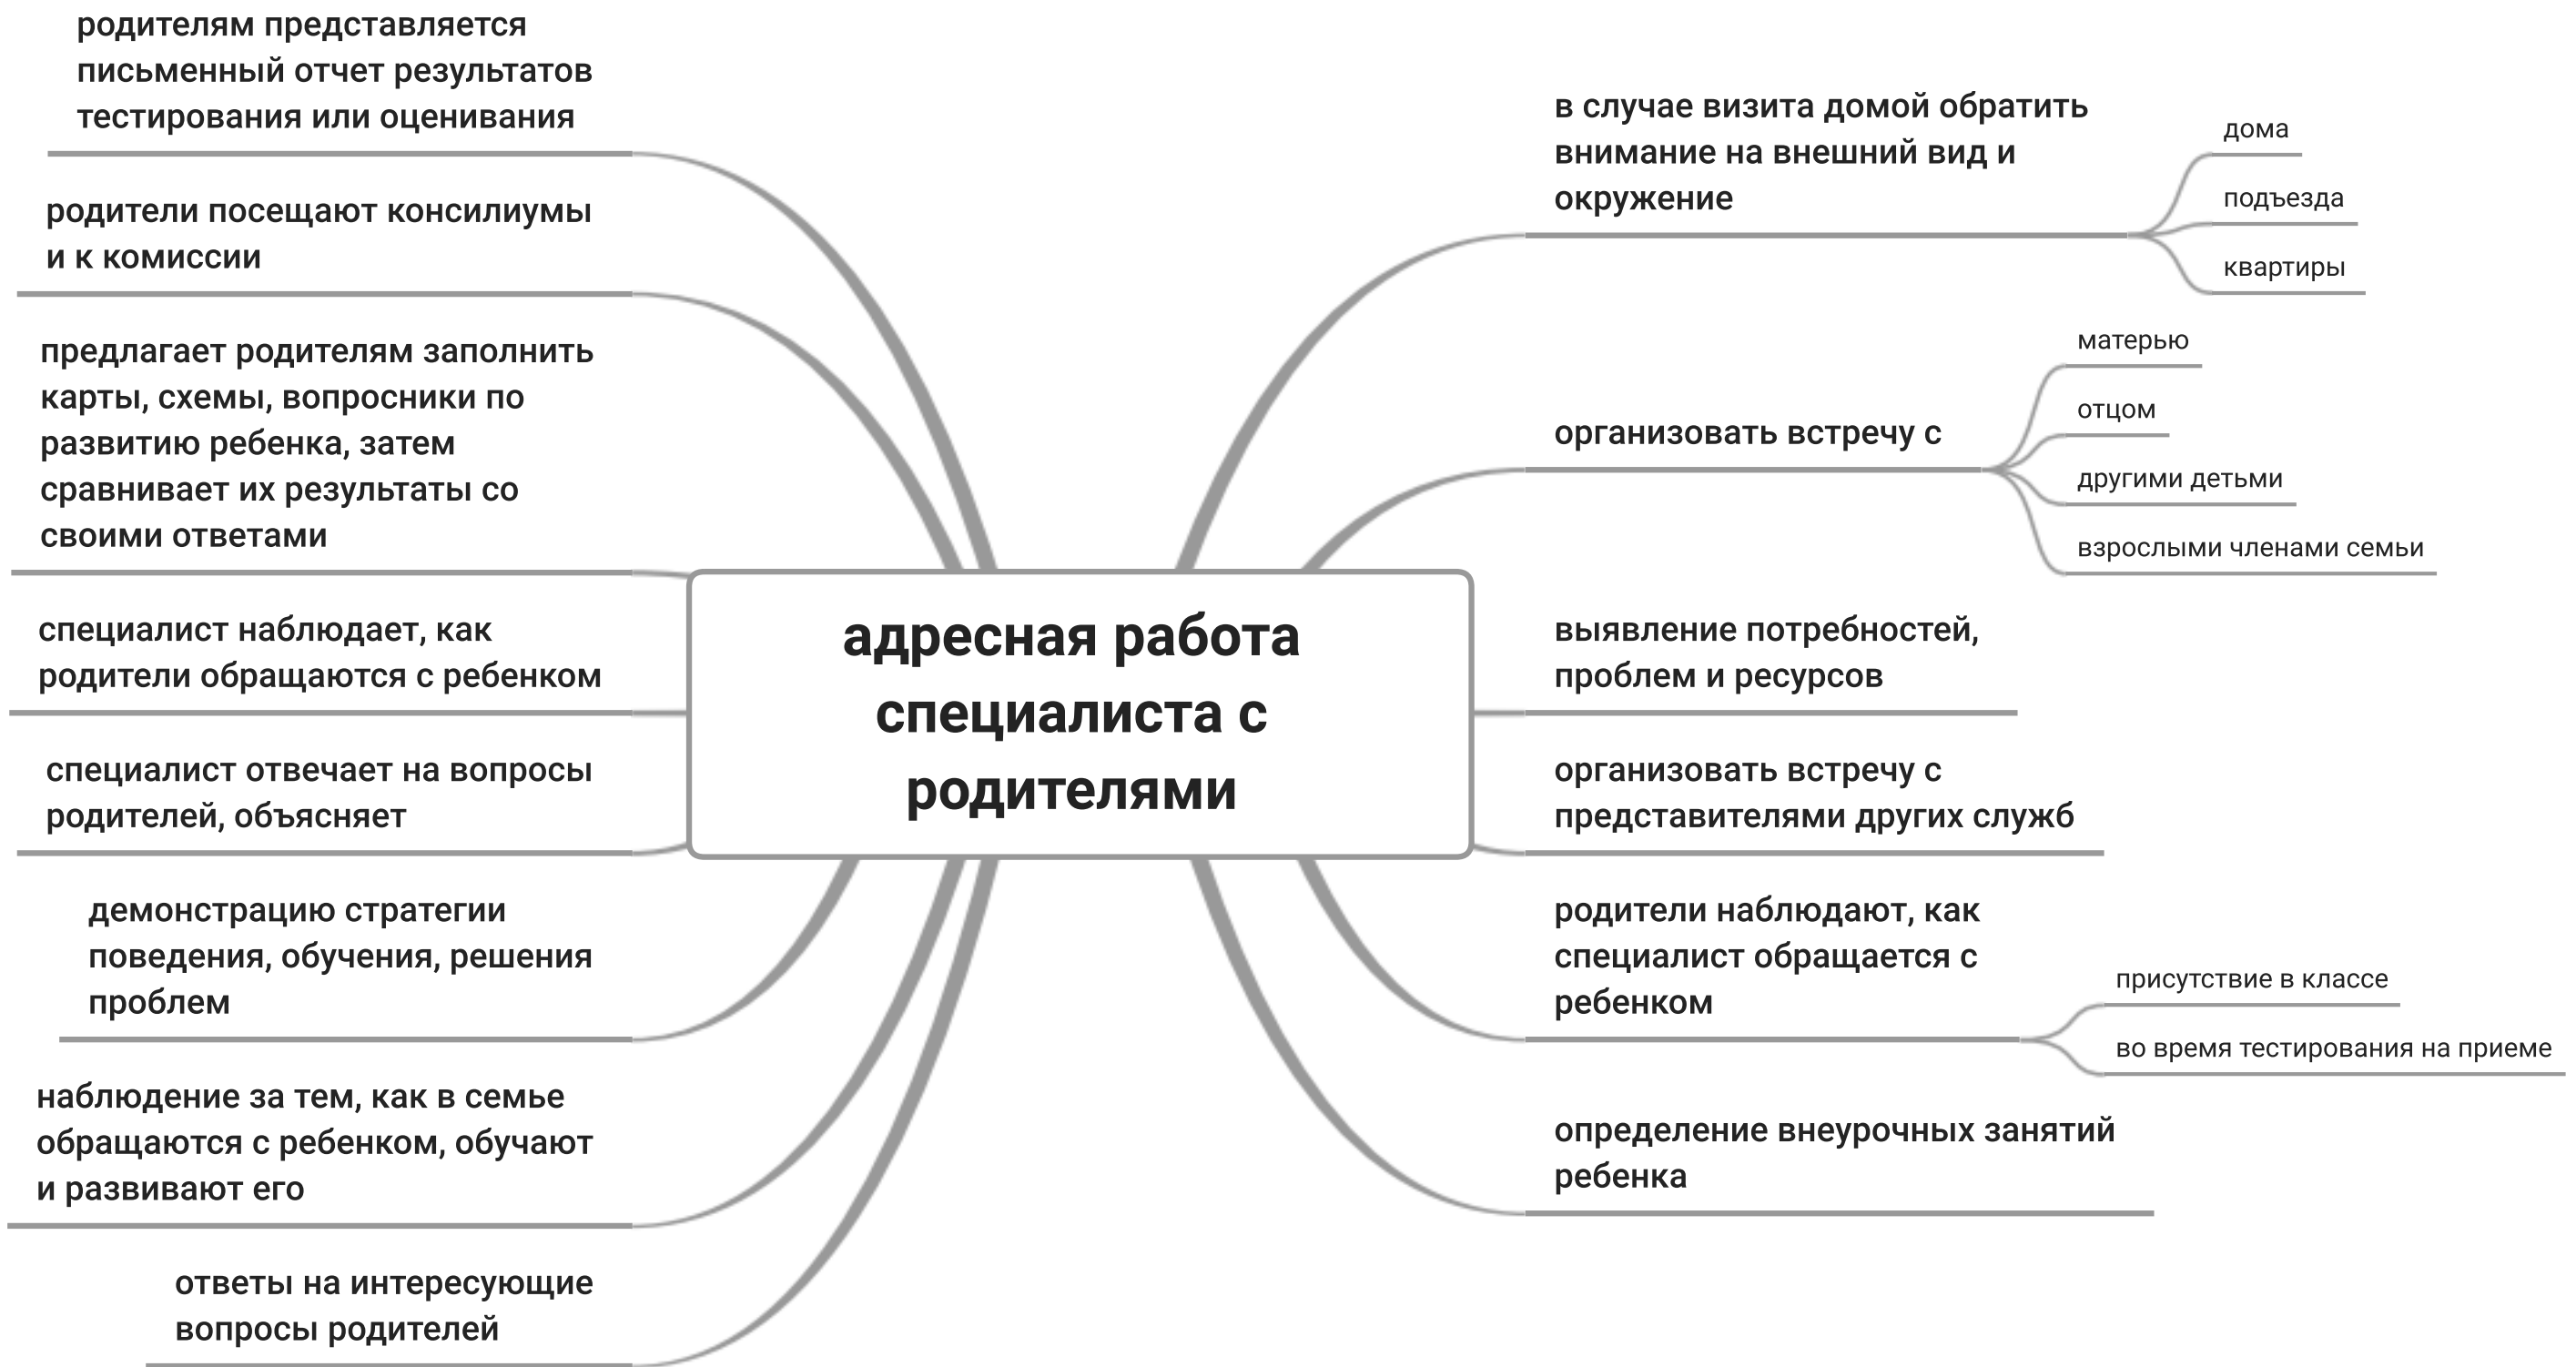 родителям представляется
письменный отчет результатов
тестирования или оценивания
родители посещают консилиумы
и к комиссии
предлагает родителям заполнить
карты, схемы, вопросники по
развитию ребенка, затем
сравнивает их результаты со
своими ответами
специалист наблюдает, как
родители обращаются с ребенком
специалист отвечает на вопросы
родителей, объясняет
демонстрацию стратегии
поведения, обучения, решения
проблем
наблюдение за тем, как в семье
обращаются с ребенком, обучают
и развивают его
ответы на интересующие
вопросы родителей
адресная работа
специалиста с
родителями
в случае визита домой обратить
внимание на внешний вид и
окружение
дома
подъезда
квартиры
организовать встречу с
матерью
отцом
другими детьми
взрослыми членами семьи
выявление потребностей,
проблем и ресурсов
организовать встречу с
представителями других служб
родители наблюдают, как
специалист обращается с
ребенком
присутствие в классе
во время тестирования на приеме
определение внеурочных занятий
ребенка